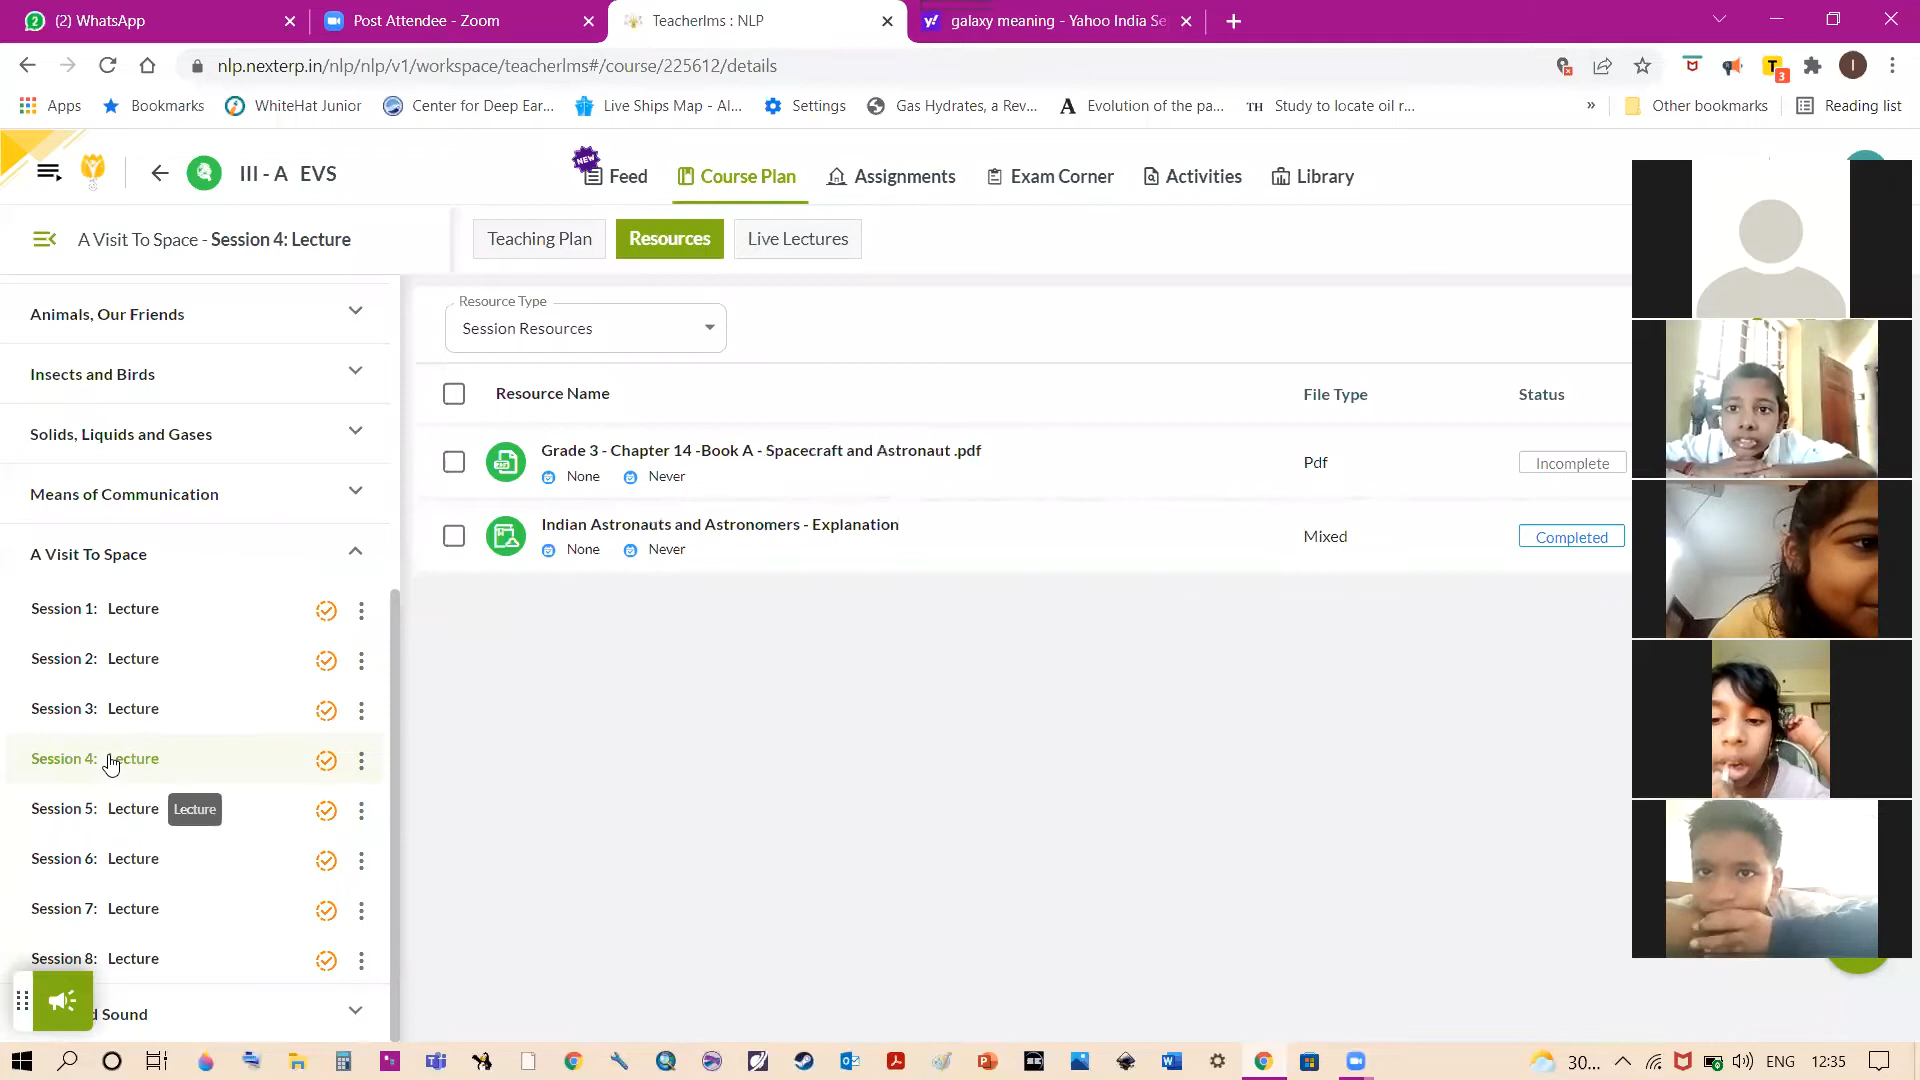 (2) WhatsApp
Post Attendee - Zoom
Teacherlms : NLP
galaxy meaning - Yahoo India Se
nlp.nexterp.in/nlp/nlp/v1/workspace/teacherlms#/course/225612/details
Apps
Bookmarks
WhiteHat Junior
Center for Deep Ear...
Live Ships Map - Al...
Settings
Gas Hydrates, a Rev...
A Evolution of the pa...
TH Study to locate oil r...
»
Other bookmarks
Reading list
III - A EVS
NEW
Feed
Course Plan
Assignments
Exam Corner
Activities
Library
A Visit To Space - Session 4: Lecture
Teaching Plan
Resources
Live Lectures
Animals, Our Friends
Insects and Birds
Solids, Liquids and Gases
Means of Communication
A Visit To Space
Session 1: Lecture
Session 2: Lecture
Session 3: Lecture
Session 4: Lecture
Session 5: Lecture
Lecture
Session 6: Lecture
Session 7: Lecture
Session 8: Lecture
d Sound
Resource Type
Session Resources
Resource Name
File Type
Status
Grade 3 - Chapter 14 -Book A - Spacecraft and Astronaut .pdf
None
Never
Pdf
Incomplete
Indian Astronauts and Astronomers - Explanation
None
Never
Mixed
Completed
30...
ENG
12:35